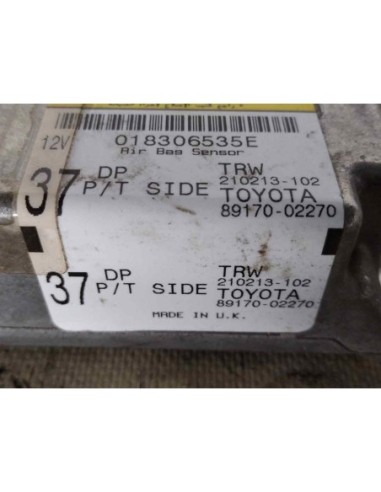 018306535E
12V Air Bag Sensor
37 DP TRW
P/T SIDE 210213-102
TOYOTA
89170-02270
37 DP TRW
P/T SIDE 210213-102
TOYOTA
89170-02270
MADE IN U.K.